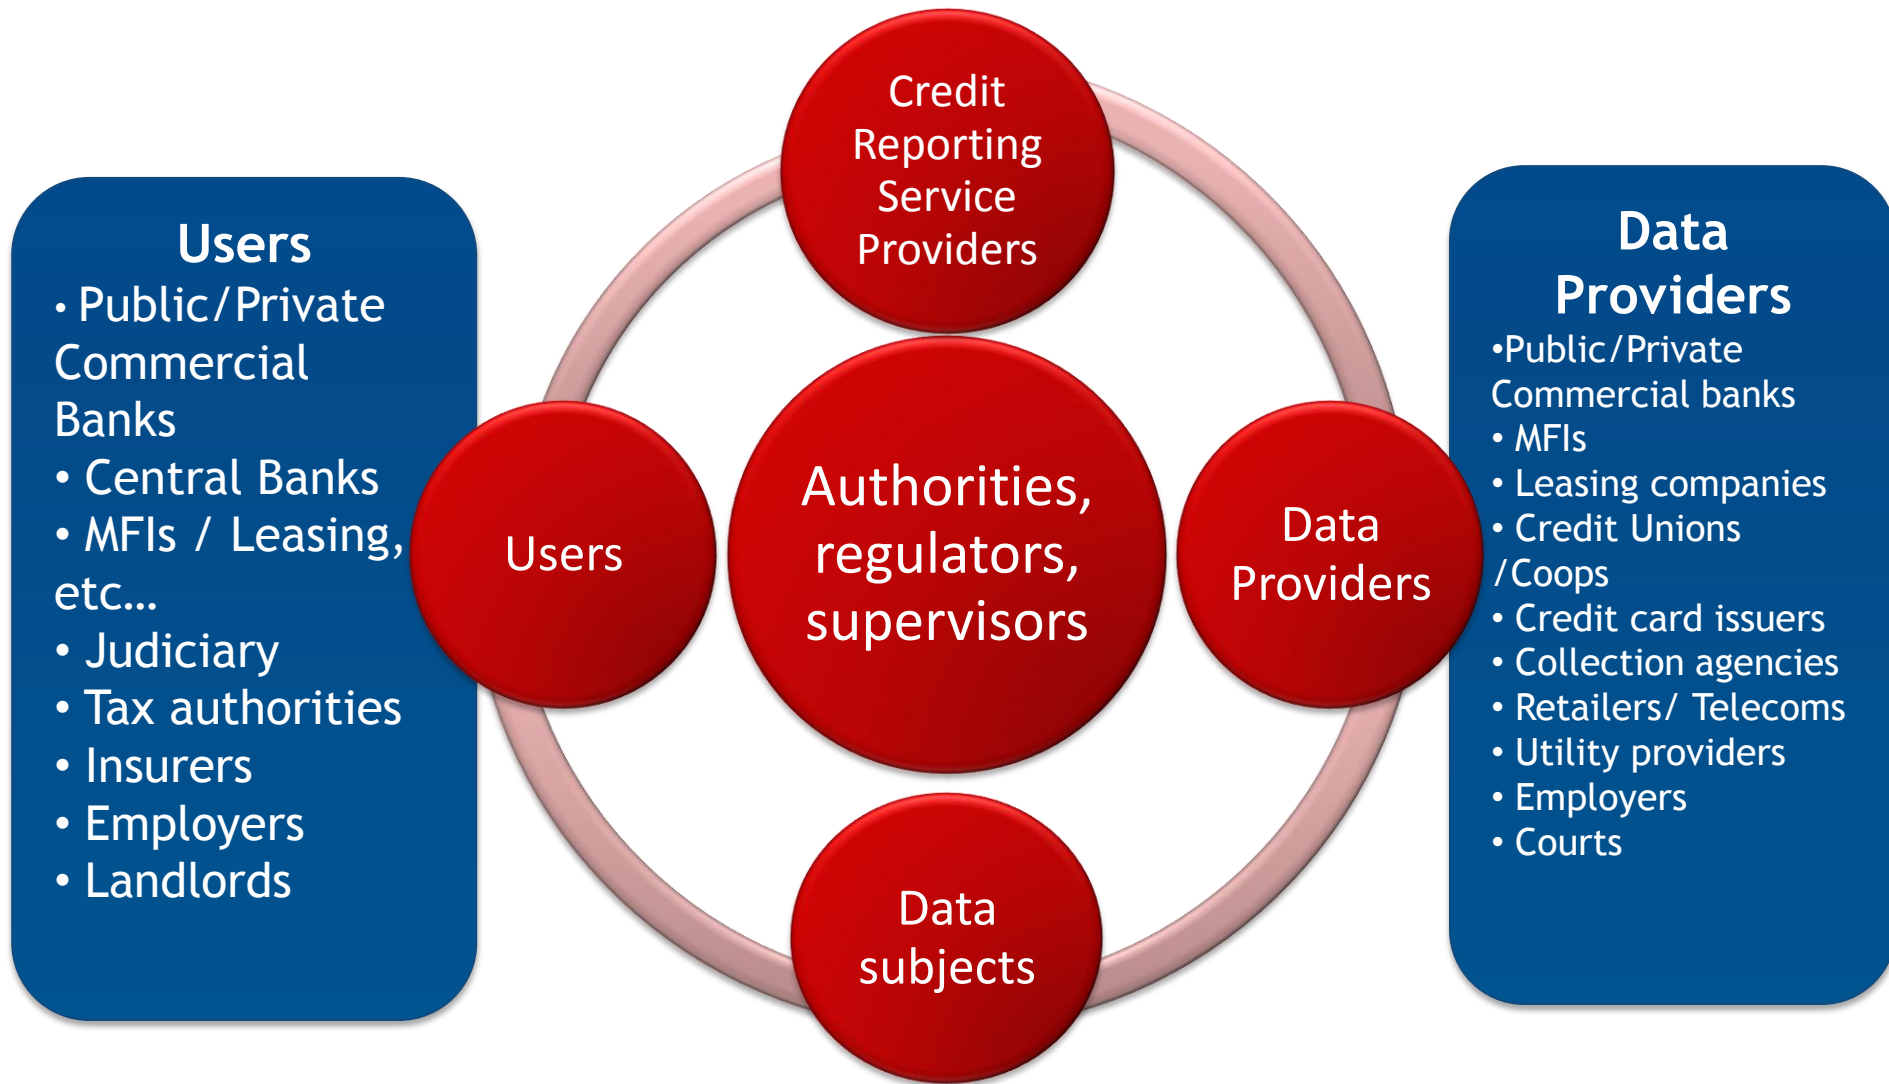 Users
• Public/Private
Commercial
Banks
• Central Banks
• MFIs / Leasing,
etc…
• Judiciary
• Tax authorities
• Insurers
• Employers
• Landlords
Credit
Reporting
Service
Providers
Users
Authorities,
regulators,
supervisors
Data
Providers
Data
subjects
Data
Providers
•Public/Private
Commercial banks
• MFIs
• Leasing companies
• Credit Unions
/Coops
• Credit card issuers
• Collection agencies
• Retailers/ Telecoms
• Utility providers
• Employers
• Courts